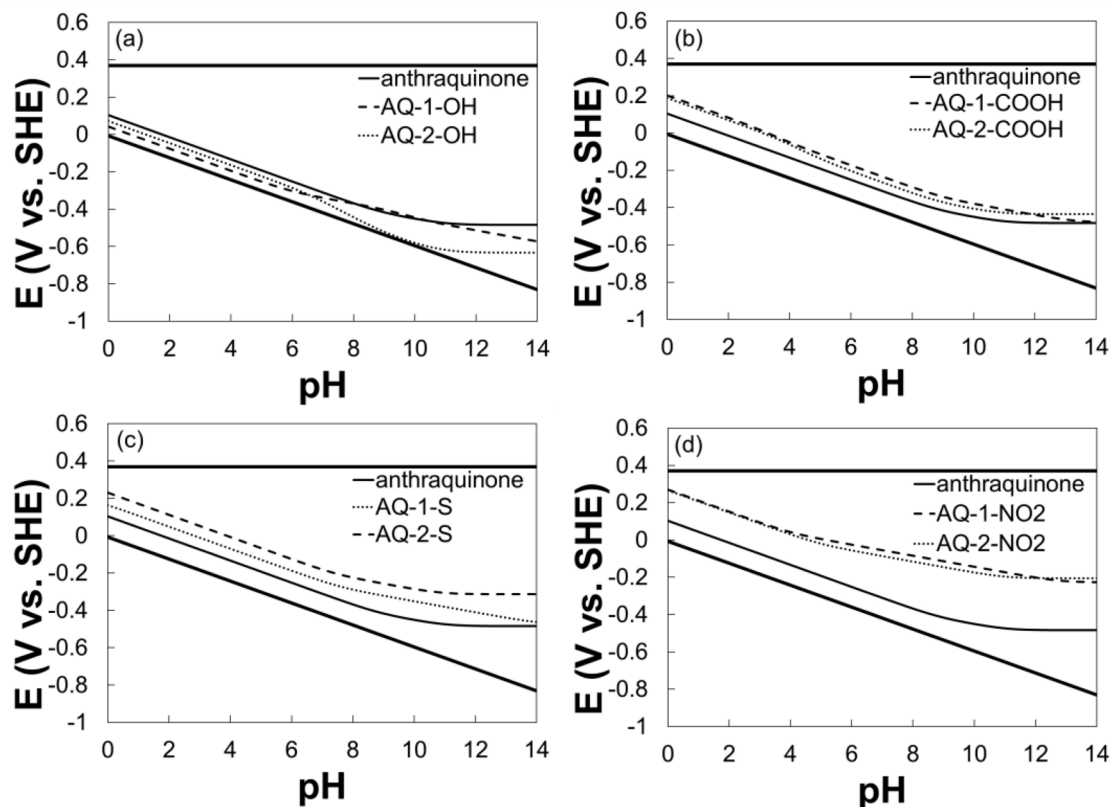 (a)
anthraquinone
AQ-1-OH
AQ-2-OH
E (V vs. SHE)
0.6
0.4
0.2
0
-0.2
-0.4
-0.6
-0.8
-1
0 2 4 6 8 10 12 14
pH
(b)
anthraquinone
AQ-1-COOH
AQ-2-COOH
E (V vs. SHE)
0.6
0.4
0.2
0
-0.2
-0.4
-0.6
-0.8
-1
0 2 4 6 8 10 12 14
pH
(c)
anthraquinone
AQ-1-S
AQ-2-S
E (V vs. SHE)
0.6
0.4
0.2
0
-0.2
-0.4
-0.6
-0.8
-1
0 2 4 6 8 10 12 14
pH
(d)
anthraquinone
AQ-1-NO2
AQ-2-NO2
E (V vs. SHE)
0.6
0.4
0.2
0
-0.2
-0.4
-0.6
-0.8
-1
0 2 4 6 8 10 12 14
pH